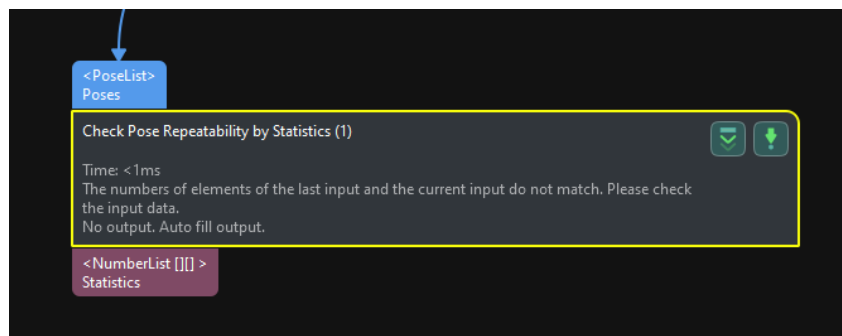 <PoseList>
Poses
Check Pose Repeatability by Statistics (1)
Time: <1ms
The numbers of elements of the last input and the current input do not match. Please check
the input data.
No output. Auto fill output.
<NumberList [][] >
Statistics